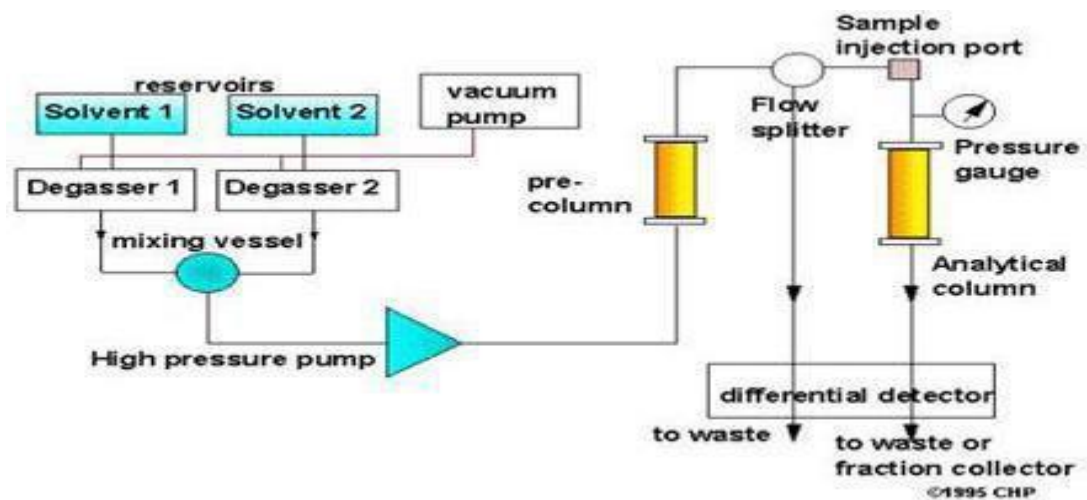 reservoirs
Solvent 1
Solvent 2
vacuum
pump
Degasser 1
Degasser 2
mixing vessel
High pressure pump
pre-
column
Sample
injection port
Flow
splitter
Pressure
gauge
Analytical
column
differential detector
to waste
to waste or
fraction collector
©1995 CHP